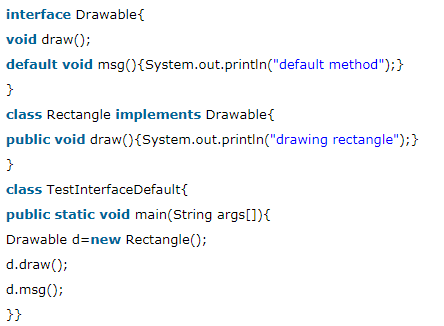 interface Drawable{
void draw();
default void msg(){System.out.println("default method");}
}
class Rectangle implements Drawable{
public void draw(){System.out.println("drawing rectangle");}
}
class TestInterfaceDefault{
public static void main(String args[]){
Drawable d=new Rectangle();
d.draw();
d.msg();
}}